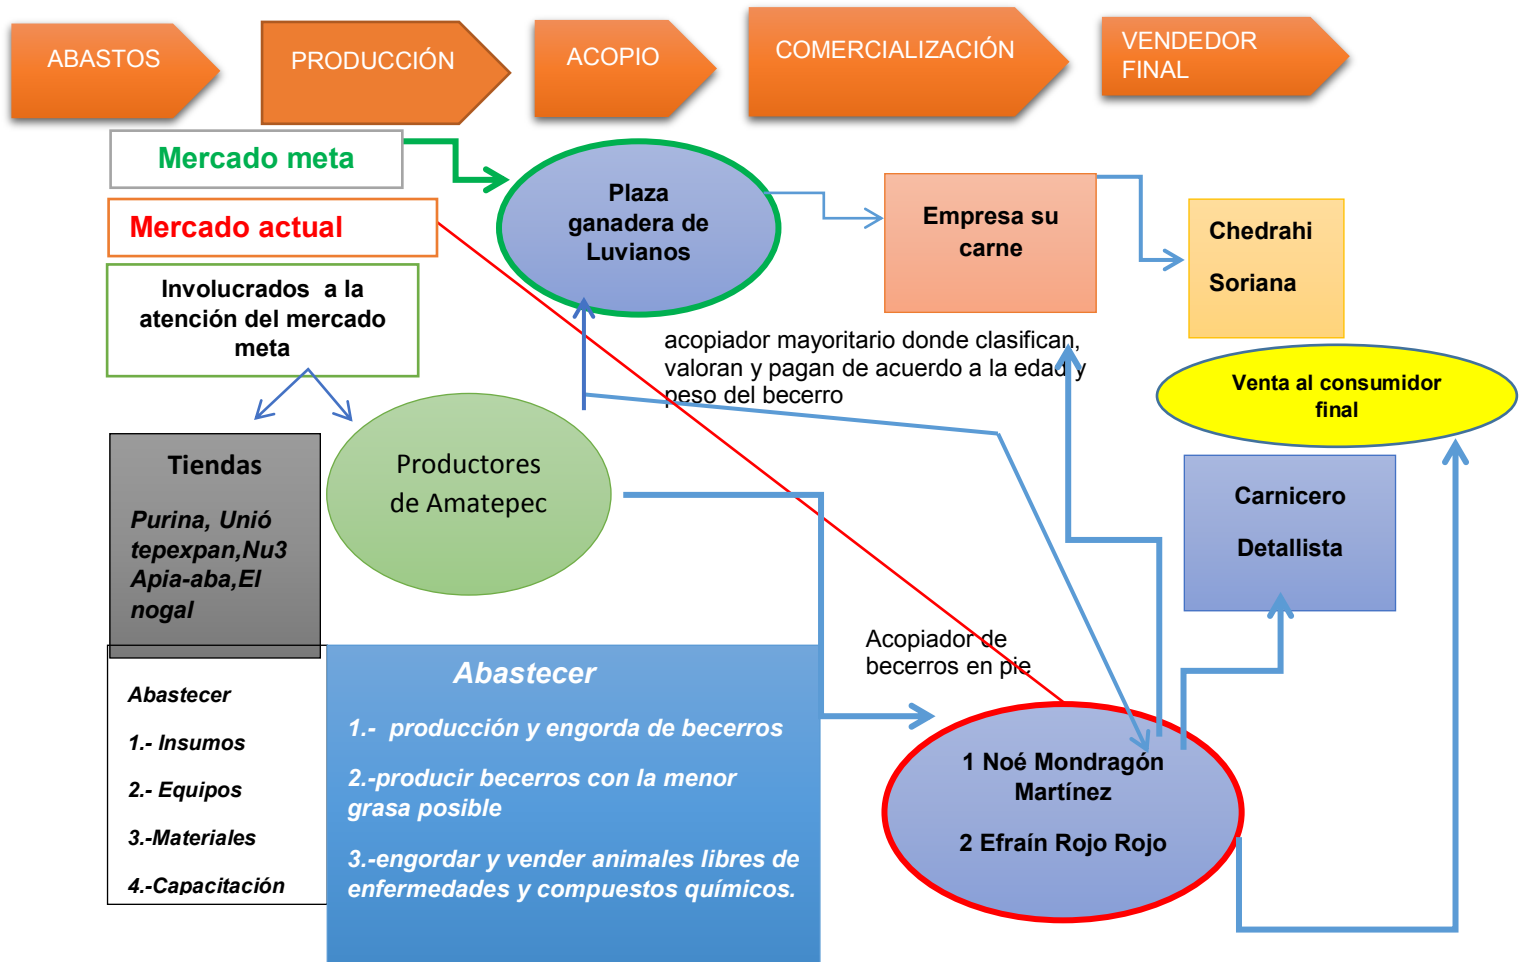 ABASTOS
PRODUCCIÓN
ACOPIO
COMERCIALIZACIÓN
VENDEDOR
FINAL
Mercado meta
Mercado actual
Involucrados a la
atención del mercado
meta
Plaza
ganadera de
Luvianos
Empresa su
carne
Chedrahi
Soriana
acopiador mayoritario donde clasifican,
valoran y pagan de acuerdo a la edad y
peso del becerro
Venta al consumidor
final
Tiendas
Purina, Unió
tepexpan,Nu3
Apia-aba,El
nogal
Productores
de Amatepec
Carnicero
Detallista
Acopiador de
becerros en pie
Abastecer
1.- Insumos
2.- Equipos
3.-Materiales
4.-Capacitación
Abastecer
1.- producción y engorda de becerros
2.-producir becerros con la menor
grasa posible
3.-engordar y vender animales libres de
enfermedades y compuestos químicos.
1 Noé Mondragón
Martínez
2 Efraín Rojo Rojo